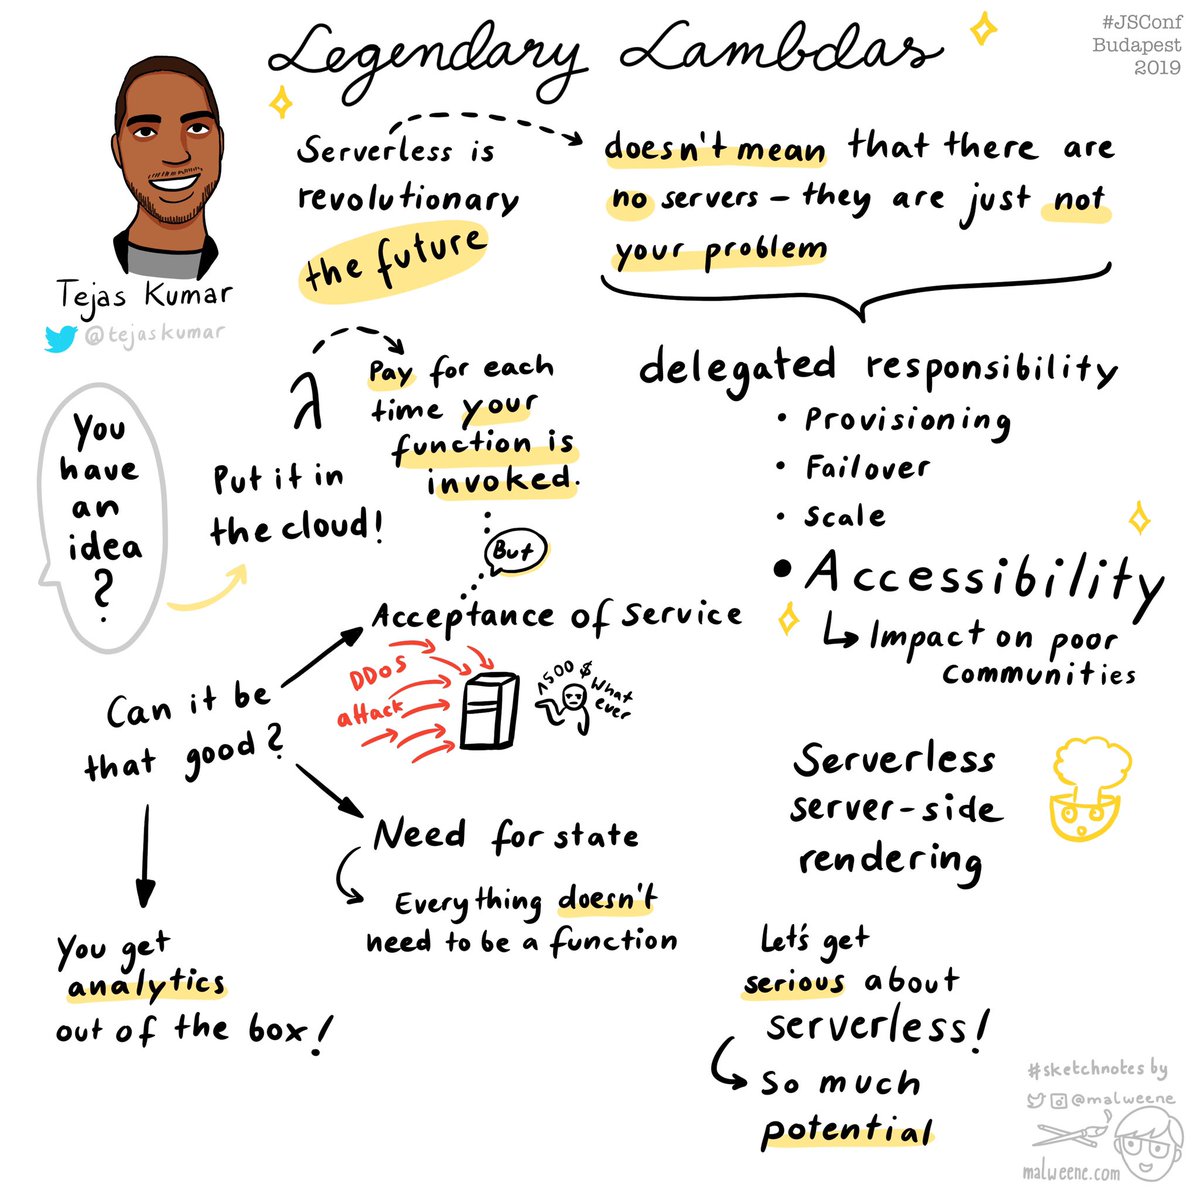 Legendary Lambdas
#JSConf
Budapest
2019
Tejas Kumar
@tejaskumar
Serverless is
revolutionary
the future
doesn't mean that there are
no servers - they are just not
your problem
delegated responsibility
• Provisioning
• Failover
• Scale
• Accessibility
Impact on poor
communities
You
have
an
idea
?
Put it in
the cloud!
λ
Pay for each
time your
function is
invoked.
But
Acceptance of service
DDoS
attack
1500 $
What
ever
Can it be
that good?
Need for state
Everything doesn't
need to be a function
You get
analytics
out of the box!
Serverless
server-side
rendering
Let's get
serious about
serverless!
So much
potential
#sketchnotes by
@malweene
malweene.com